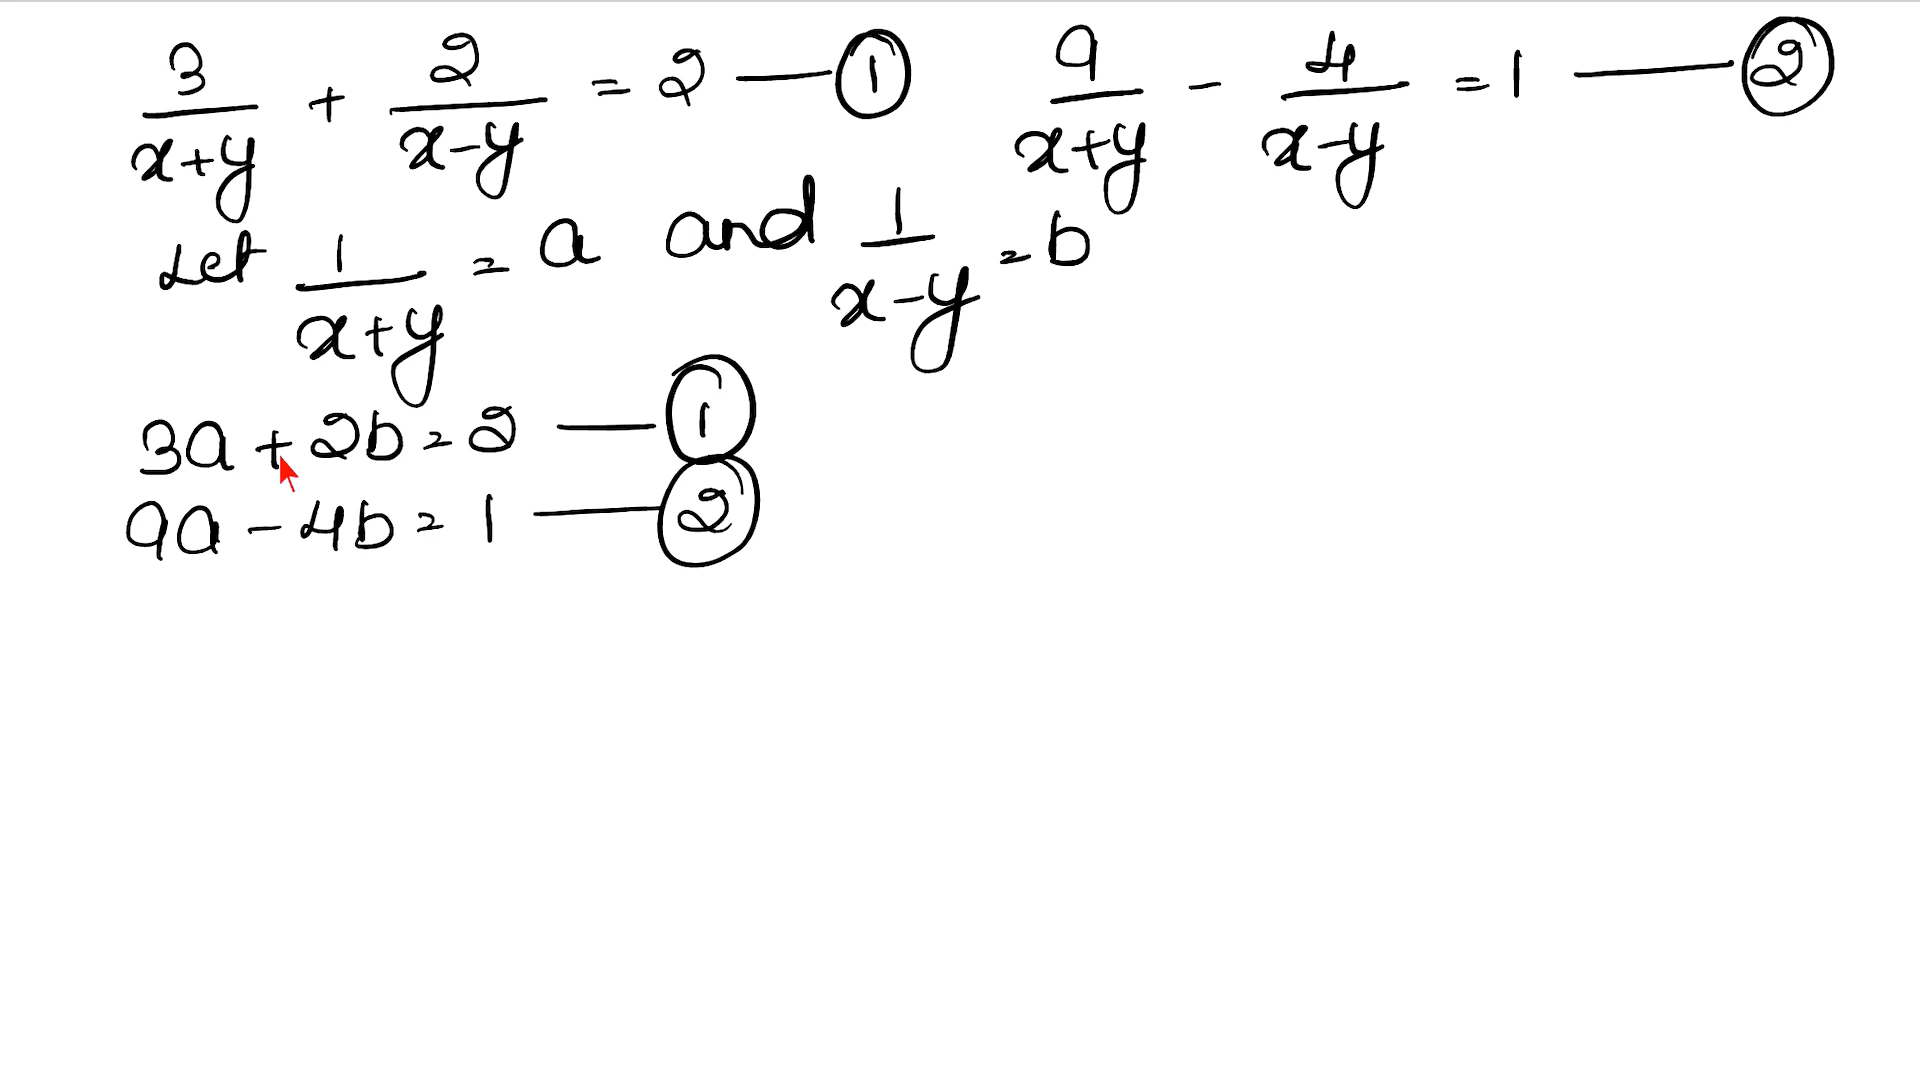 3/(x+y) + 2/(x-y) = 2 — ① 9/(x+y) - 4/(x-y) = 1 — ②
Let 1/(x+y) = a and 1/(x-y) = b
3a + 2b = 2 — ①
9a - 4b = 1 — ②